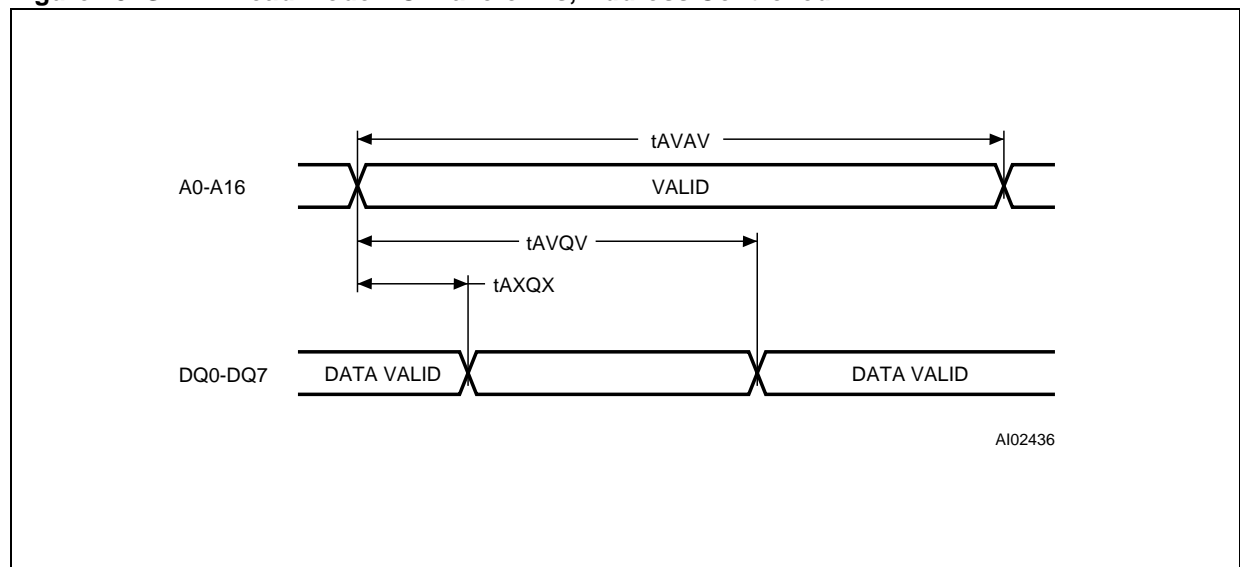 tAVAV
A0-A16
VALID
tAVQV
tAXQX
DQ0-DQ7
DATA VALID
DATA VALID
AI02436